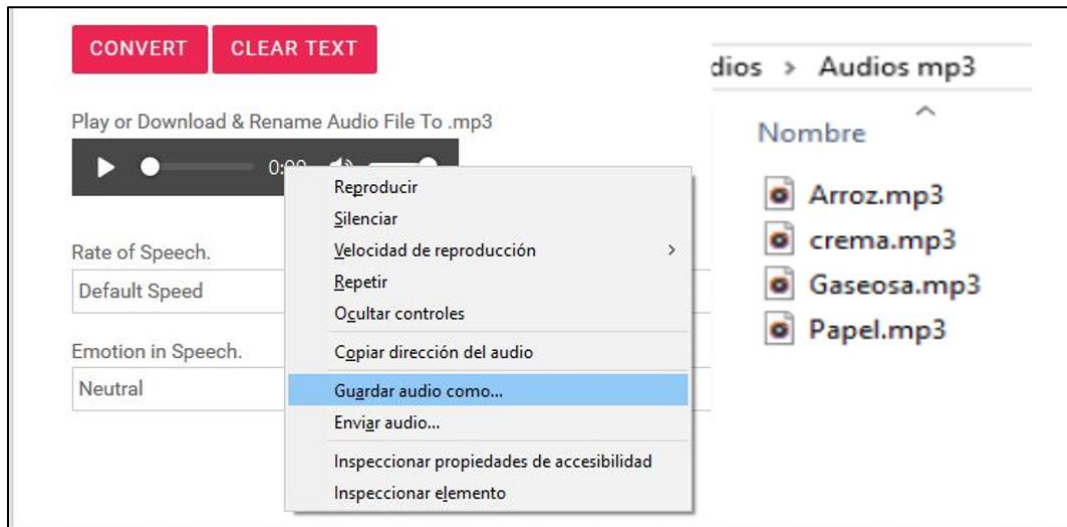 CONVERT CLEAR TEXT
Play or Download & Rename Audio File To .mp3
Rate of Speech.
Default Speed
Emotion in Speech.
Neutral
Reproducir
Silenciar
Velocidad de reproducción >
Repetir
Ocultar controles
Copiar dirección del audio
Guardar audio como...
Enviar audio...
Inspeccionar propiedades de accesibilidad
Inspeccionar elemento
dios > Audios mp3
Nombre
Arroz.mp3
crema.mp3
Gaseosa.mp3
Papel.mp3